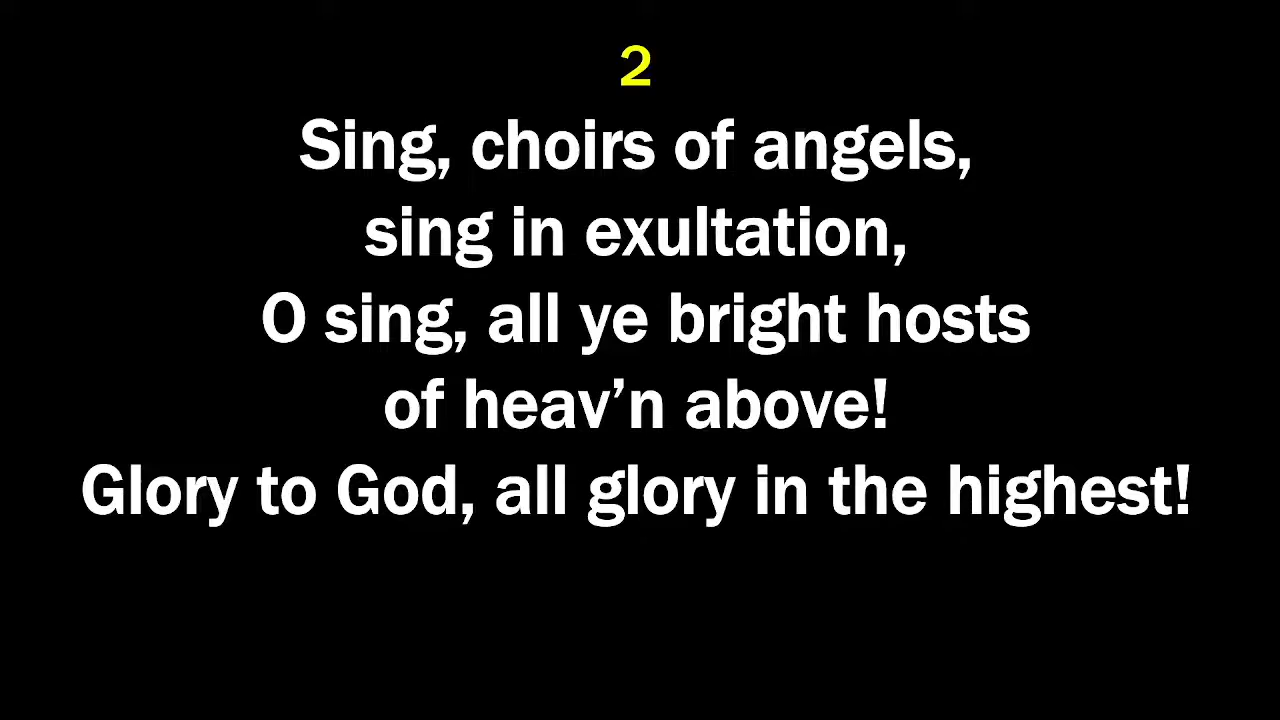 2
Sing, choirs of angels,
sing in exultation,
O sing, all ye bright hosts
of heav’n above!
Glory to God, all glory in the highest!